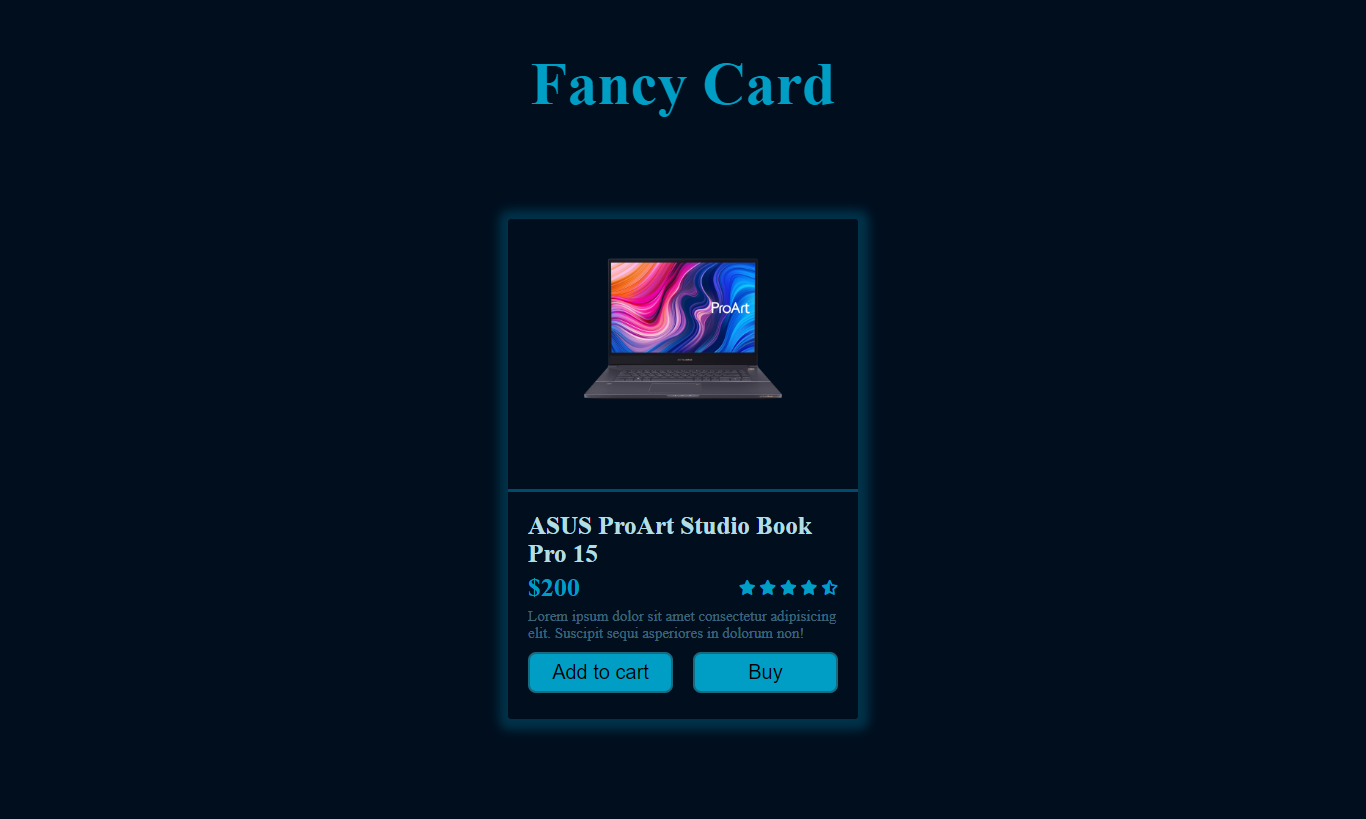 Fancy Card
ProArt
ASUS ProArt Studio Book
Pro 15
$200
Lorem ipsum dolor sit amet consectetur adipisicing
elit. Suscipit sequi asperiores in dolorum non!
Add to cart
Buy